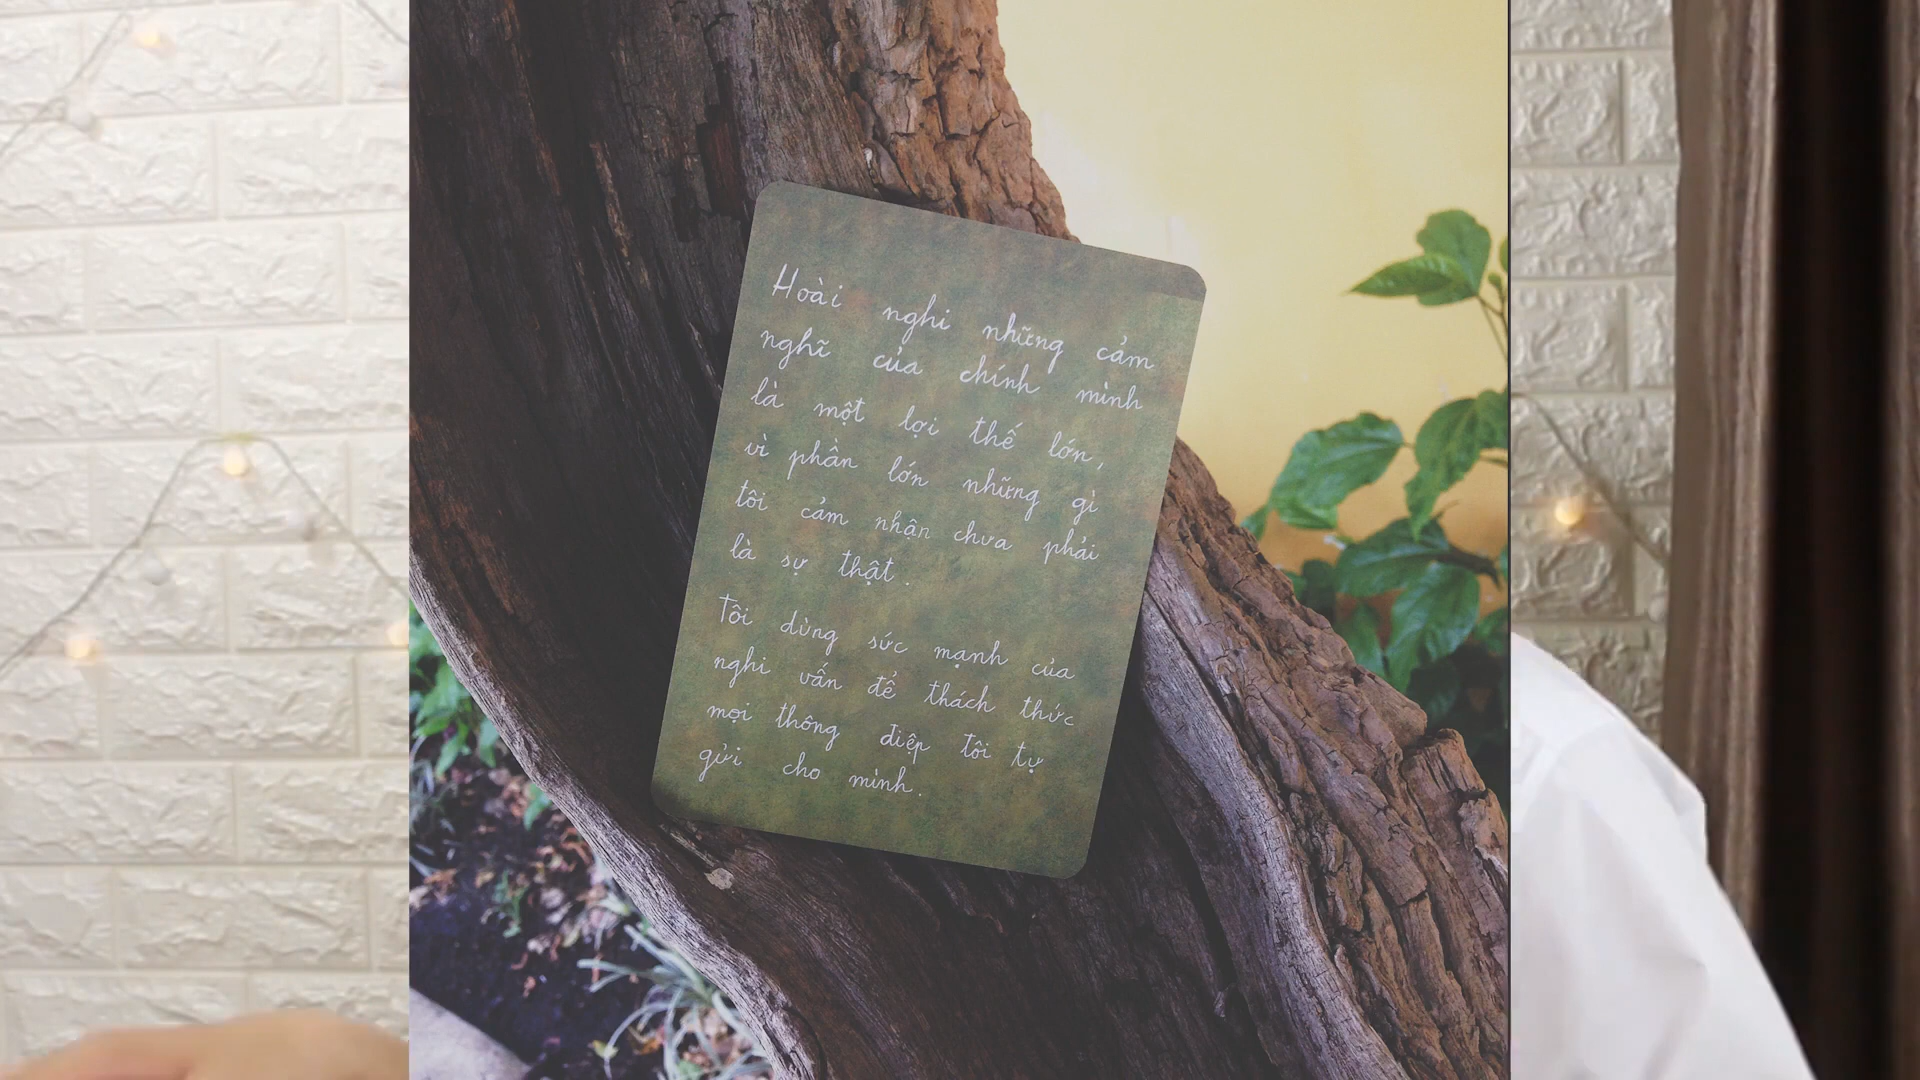 Hoài nghi những cảm
nghĩ của chính mình
là một lợi thế lớn,
vì phần lớn những gì
tôi cảm nhận chưa phải
là sự thật.
Tôi dùng sức mạnh của
nghi vấn để thách thức
mọi thông điệp tôi tự
gửi cho mình.